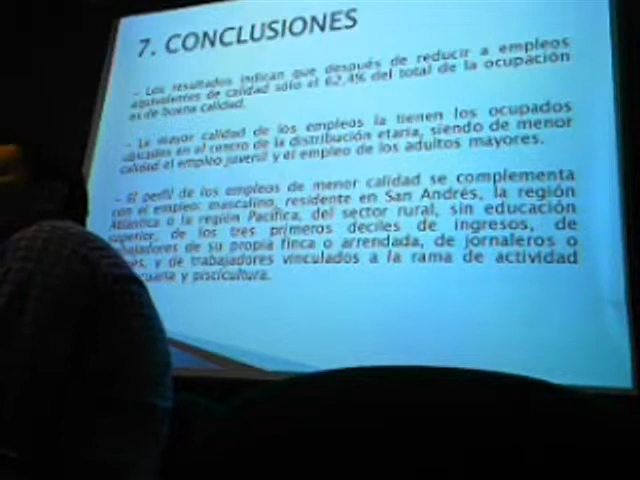 7. CONCLUSIONES
- Los resultados indican que después de reducir a empleos
equivalentes de calidad solo el 62,4% del total de la ocupación
es de buena calidad.
- La mayor calidad de los empleos la tienen los ocupados
ubicados en el centro de la distribución etaria, siendo de menor
calidad el empleo juvenil y el empleo de los adultos mayores.
- El perfil de los empleos de menor calidad se complementa
con el empleo: masculino, residente en San Andrés, la región
Atlántica o la región Pacífica, del sector rural, sin educación
superior, de los tres primeros deciles de ingresos, de
de su propia finca o arrendada, de jornaleros o
y de trabajadores vinculados a la rama de actividad
y piscicultura.